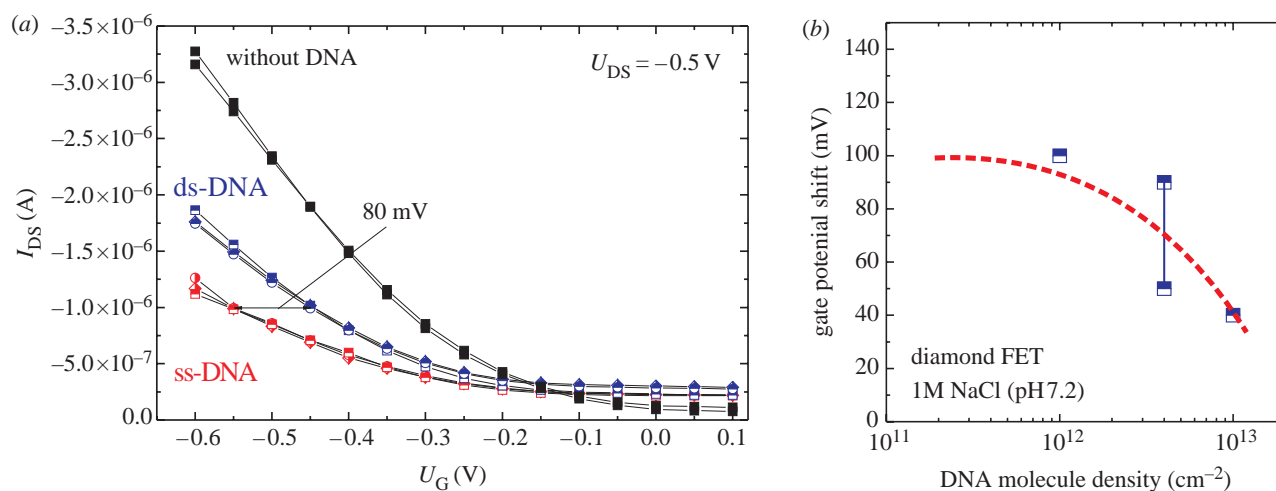 (a)
without DNA
U_DS = −0.5 V
ds-DNA
80 mV
ss-DNA
I_DS (A)
−3.5×10⁻⁶
−3.0×10⁻⁶
−2.5×10⁻⁶
−2.0×10⁻⁶
−1.5×10⁻⁶
−1.0×10⁻⁶
−5.0×10⁻⁷
0.0
−0.6 −0.5 −0.4 −0.3 −0.2 −0.1 0.0 0.1
U_G (V)
(b)
gate potenial shift (mV)
140
120
100
80
60
40
20
0
diamond FET
1M NaCl (pH7.2)
10¹¹ 10¹² 10¹³
DNA molecule density (cm⁻²)